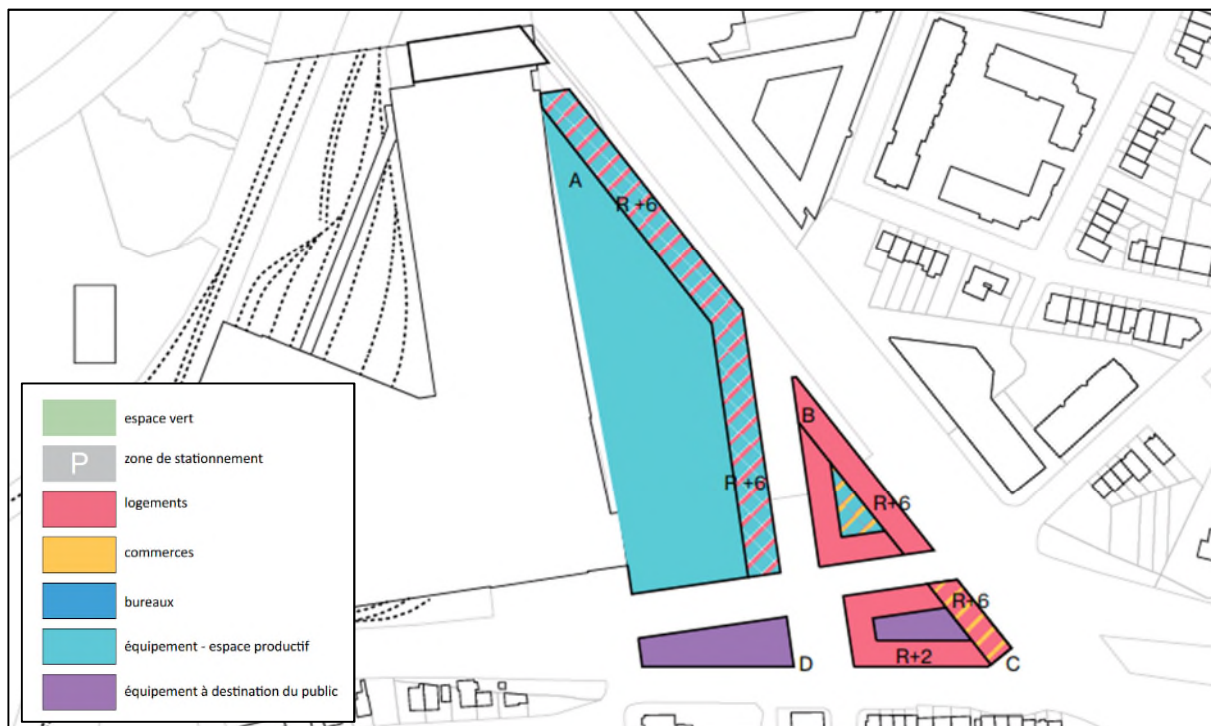 A
R +6
B
R +6
R+6
R+6
R+2
C
D
espace vert
P
zone de stationnement
logements
commerces
bureaux
équipement - espace productif
équipement à destination du public